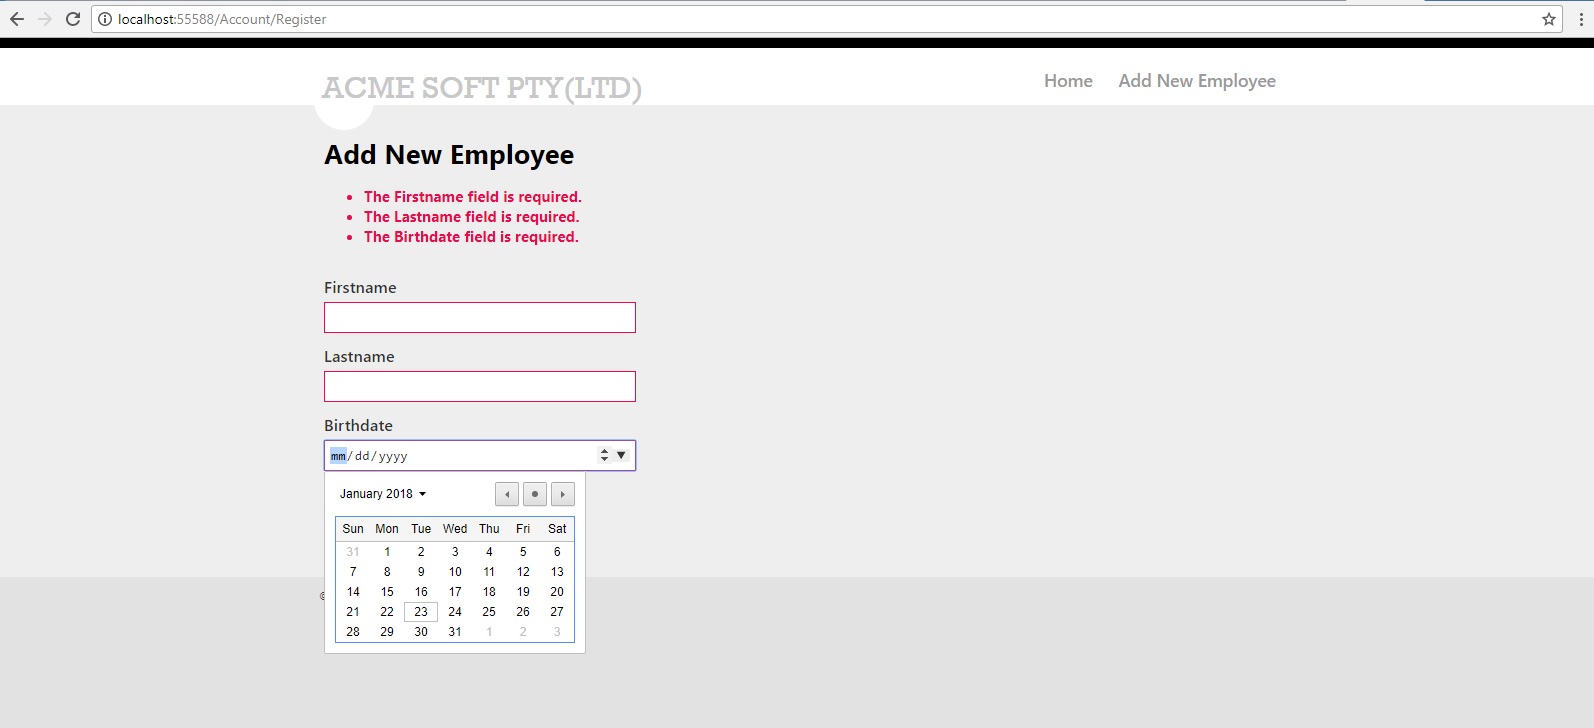 localhost:55588/Account/Register
ACME SOFT PTY(LTD)
Home Add New Employee
Add New Employee
• The Firstname field is required.
• The Lastname field is required.
• The Birthdate field is required.
Firstname
Lastname
Birthdate
mm/dd/yyyy
January 2018
Sun Mon Tue Wed Thu Fri Sat
31 1 2 3 4 5 6
7 8 9 10 11 12 13
14 15 16 17 18 19 20
21 22 23 24 25 26 27
28 29 30 31 1 2 3